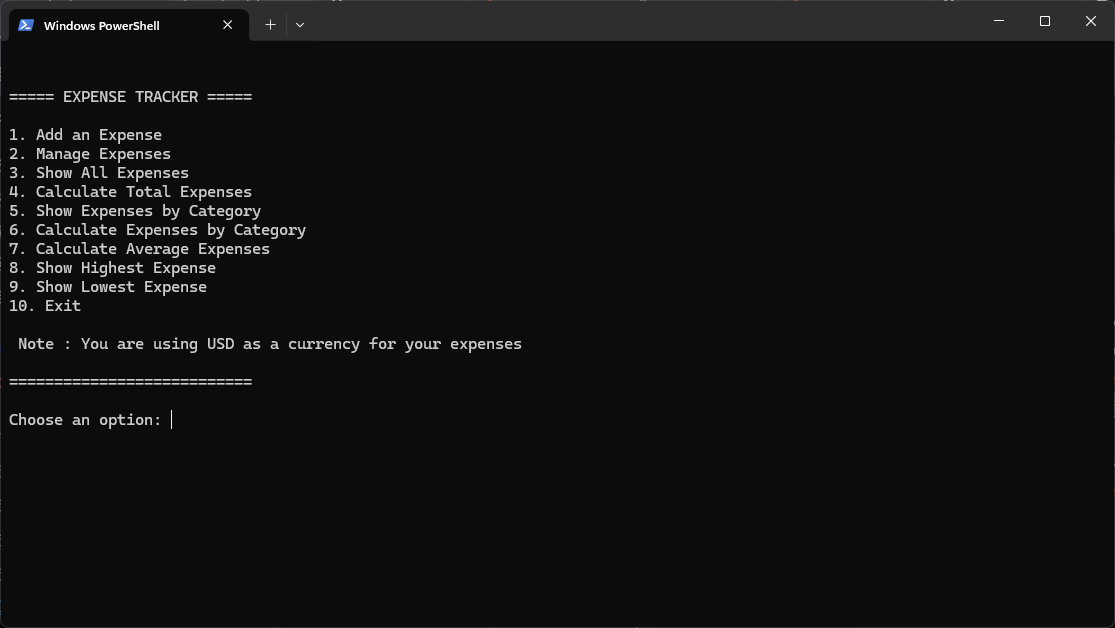 Windows PowerShell
===== EXPENSE TRACKER =====
1. Add an Expense
2. Manage Expenses
3. Show All Expenses
4. Calculate Total Expenses
5. Show Expenses by Category
6. Calculate Expenses by Category
7. Calculate Average Expenses
8. Show Highest Expense
9. Show Lowest Expense
10. Exit
Note : You are using USD as a currency for your expenses
===========================
Choose an option: